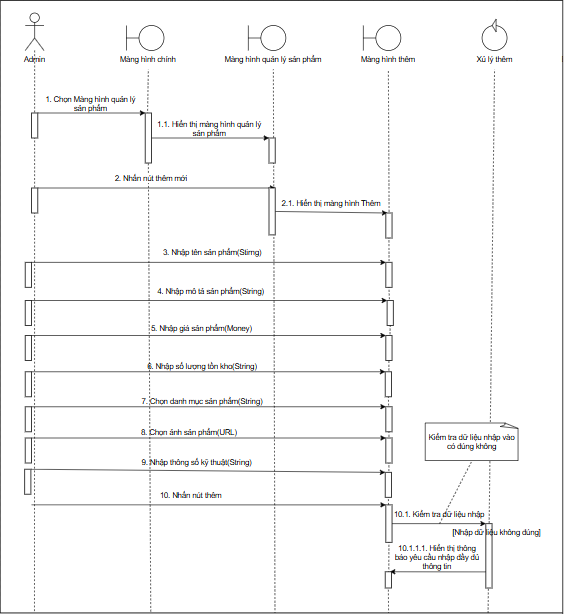 Admin
Màng hình chính
Màng hình quản lý sản phẩm
Màng hình thêm
Xủ lý thêm
1. Chọn Màng hình quản lý
sản phẩm
1.1. Hiển thị màng hình quản lý
sản phẩm
2. Nhấn nút thêm mới
2.1. Hiển thị màng hình Thêm
3. Nhập tên sản phẩm(Stirng)
4. Nhập mô tả sản phẩm(String)
5. Nhập giá sản phẩm(Money)
6. Nhập số lượng tồn kho(String)
7. Chọn danh mục sản phẩm(String)
8. Chọn ảnh sản phẩm(URL)
9. Nhập thông số kỹ thuật(String)
Kiểm tra dữ liệu nhập vào
có đúng không
10. Nhấn nút thêm
10.1. Kiểm tra dữ liệu nhập
[Nhập dữ liệu không đúng]
10.1.1.1. Hiển thị thông
báo yêu cầu nhập đầy đủ
thông tin